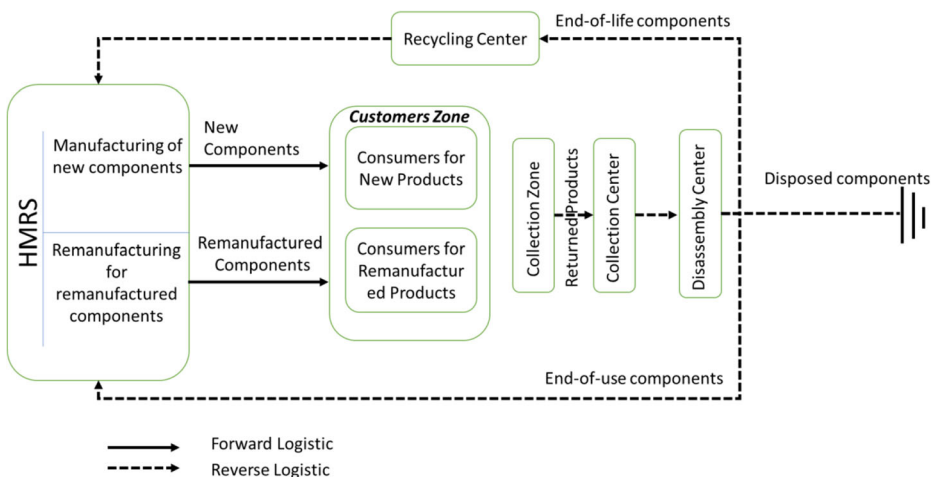 End-of-life components
Recycling Center
HMRS
Manufacturing of
new components
Remanufacturing
for
remanufactured
components
New
Components
Remanufactured
Components
Customers Zone
Consumers for
New Products
Consumers for
Remanufactur
ed Products
Collection Zone
Returned Products
Collection Center
Disassembly Center
Disposed components
End-of-use components
Forward Logistic
Reverse Logistic